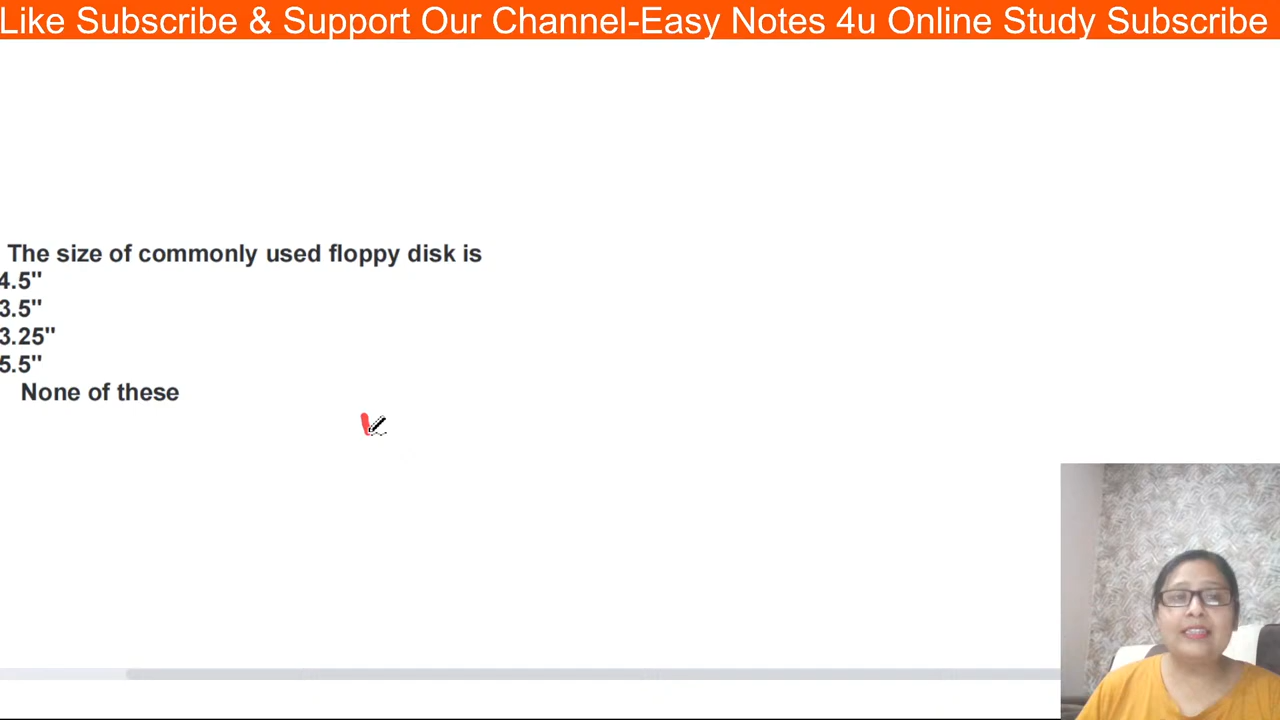 Like Subscribe & Support Our Channel-Easy Notes 4u Online Study Subscribe
The size of commonly used floppy disk is
4.5"
3.5"
3.25"
5.5"
None of these